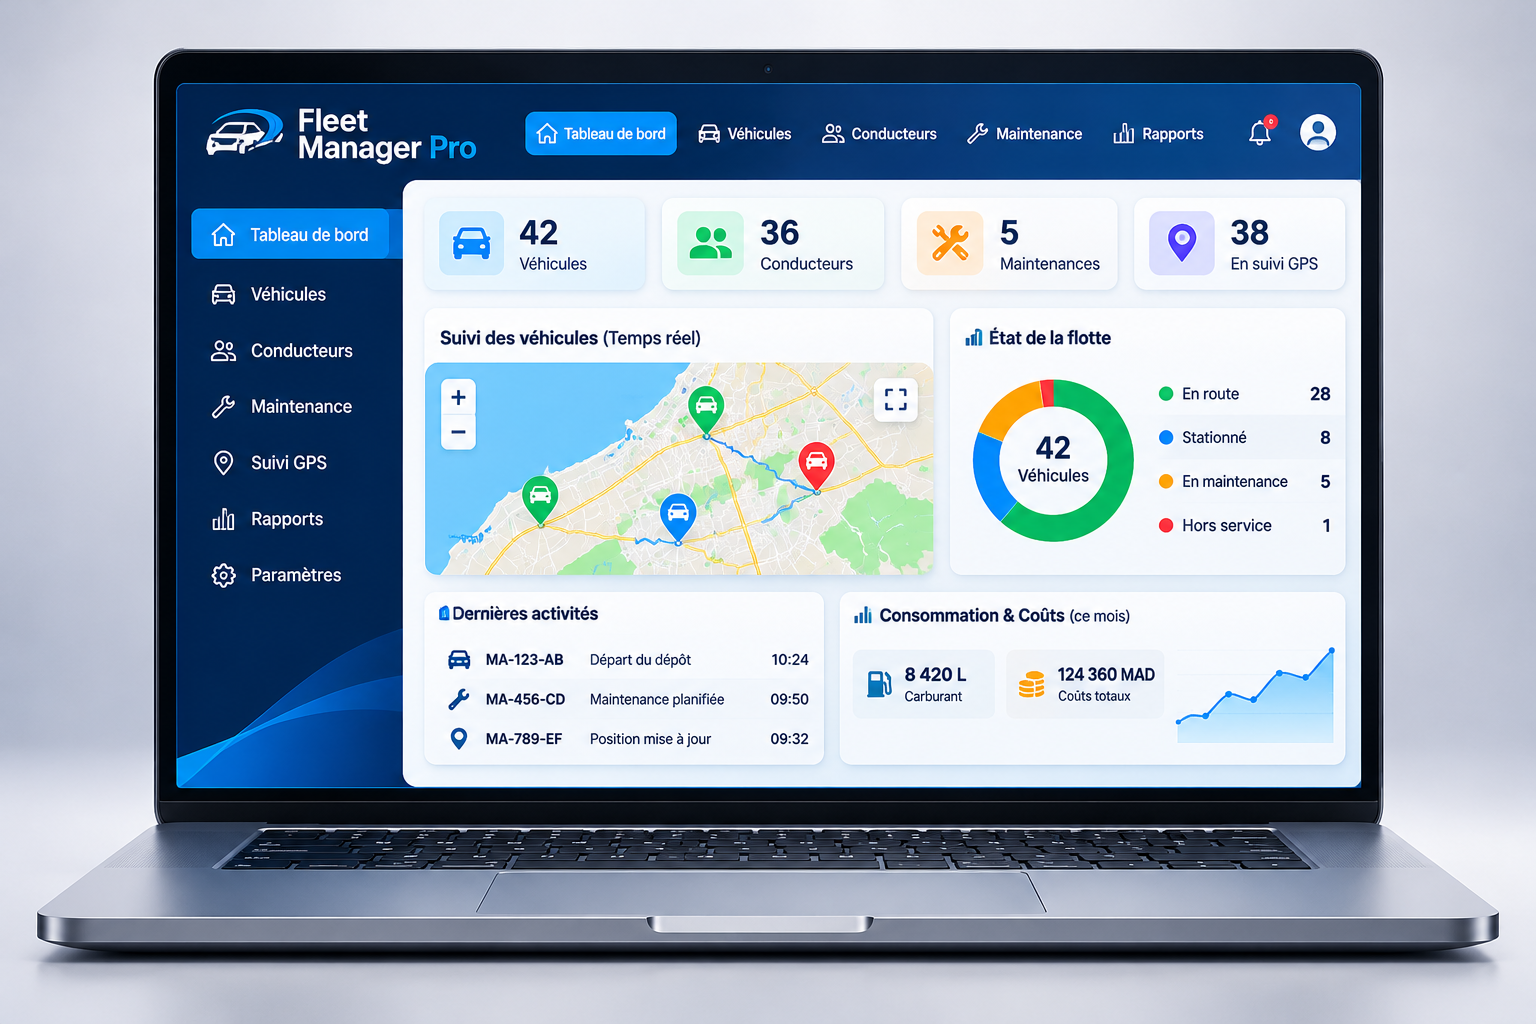 Fleet
Manager Pro
Tableau de bord
Véhicules
Conducteurs
Maintenance
Rapports
Tableau de bord
Véhicules
Conducteurs
Maintenance
Suivi GPS
Rapports
Paramètres
42
Véhicules
36
Conducteurs
5
Maintenances
38
En suivi GPS
Suivi des véhicules (Temps réel)
+
−
État de la flotte
42
Véhicules
En route 28
Stationné 8
En maintenance 5
Hors service 1
Dernières activités
MA-123-AB Départ du dépôt 10:24
MA-456-CD Maintenance planifiée 09:50
MA-789-EF Position mise à jour 09:32
Consommation & Coûts (ce mois)
8 420 L
Carburant
124 360 MAD
Coûts totaux